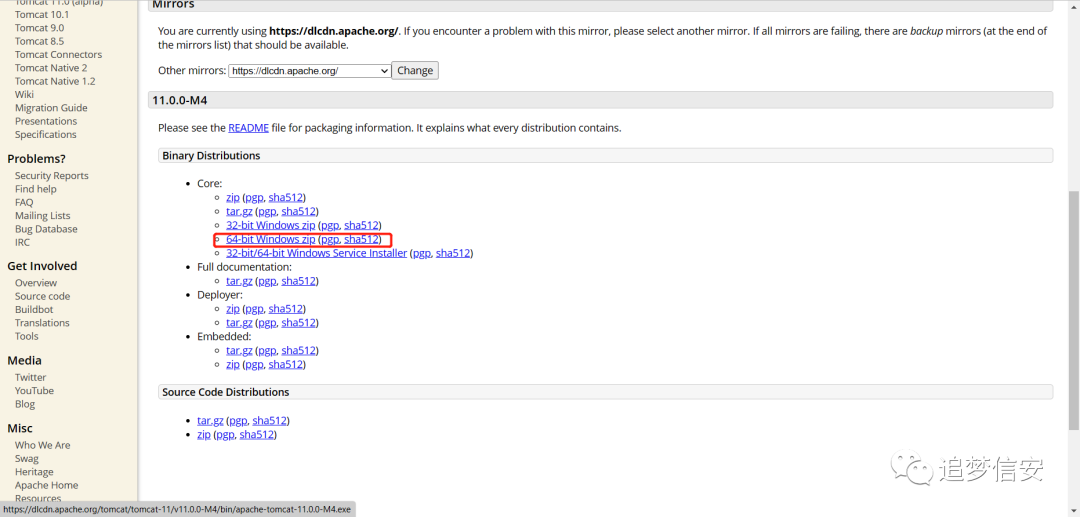 Tomcat 11.0 (alpha)
Tomcat 10.1
Tomcat 9.0
Tomcat 8.5
Tomcat Connectors
Tomcat Native 2
Tomcat Native 1.2
Wiki
Migration Guide
Presentations
Specifications
Problems?
Security Reports
Find help
FAQ
Mailing Lists
Bug Database
IRC
Get Involved
Overview
Source code
Buildbot
Translations
Tools
Media
Twitter
YouTube
Blog
Misc
Who We Are
Swag
Heritage
Apache Home
Resources
Mirrors
You are currently using https://dlcdn.apache.org/. If you encounter a problem with this mirror, please select another mirror. If all mirrors are failing, there are backup mirrors (at the end of
the mirrors list) that should be available.
Other mirrors: https://dlcdn.apache.org/ Change
11.0.0-M4
Please see the README file for packaging information. It explains what every distribution contains.
Binary Distributions
Core:
zip (pgp, sha512)
tar.gz (pgp, sha512)
32-bit Windows zip (pgp, sha512)
64-bit Windows zip (pgp, sha512)
32-bit/64-bit Windows Service Installer (pgp, sha512)
Full documentation:
tar.gz (pgp, sha512)
Deployer:
zip (pgp, sha512)
tar.gz (pgp, sha512)
Embedded:
tar.gz (pgp, sha512)
zip (pgp, sha512)
Source Code Distributions
tar.gz (pgp, sha512)
zip (pgp, sha512)
追梦信安
https://dlcdn.apache.org/tomcat/tomcat-11/v11.0.0-M4/bin/apache-tomcat-11.0.0-M4.exe